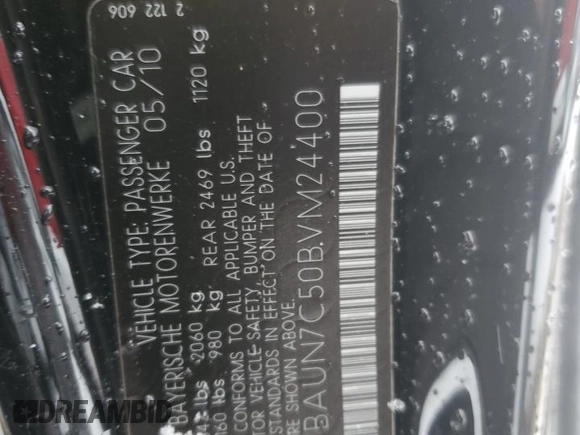 2 122 606
VEHICLE TYPE: PASSENGER CAR
BAYERISCHE MOTORENWERKE 05/10
lbs 2060 kg
160 lbs 980 kg REAR 2469 lbs 1120 kg
CONFORMS TO ALL APPLICABLE U.S.
VEHICLE SAFETY, BUMPER AND THEFT
STANDARDS IN EFFECT ON THE DATE OF
SHOWN ABOVE.
BAUN7C50BVM24400
DREAMBID